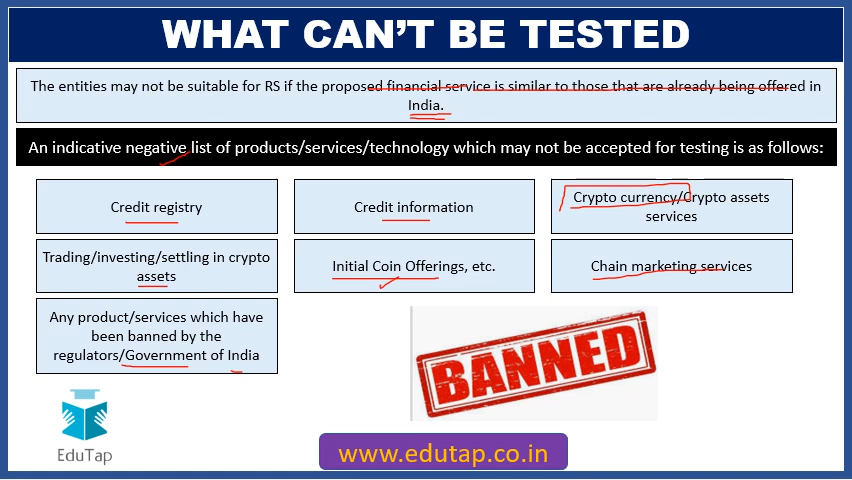 WHAT CAN'T BE TESTED
The entities may not be suitable for RS if the proposed financial service is similar to those that are already being offered in
India.
An indicative negative list of products/services/technology which may not be accepted for testing is as follows:
Credit registry
Credit information
Crypto currency/Crypto assets
services
Trading/investing/settling in crypto
assets
Initial Coin Offerings, etc.
Chain marketing services
Any product/services which have
been banned by the
regulators/Government of India
BANNED
EduTap
www.edutap.co.in